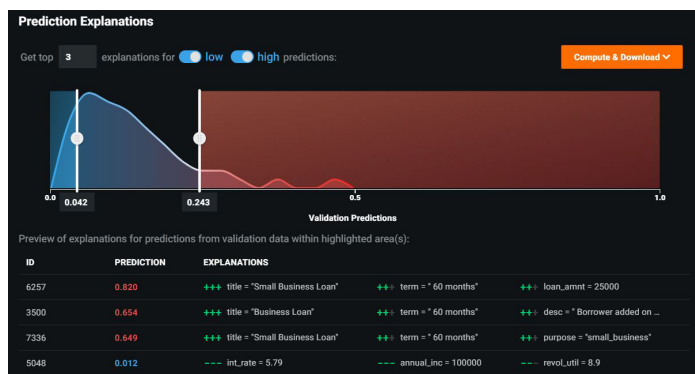 Prediction Explanations
Get top 3 explanations for low high predictions: Compute & Download
0.0 0.042 0.243 0.5 1.0
Validation Predictions
Preview of explanations for predictions from validation data within highlighted area(s):
ID PREDICTION EXPLANATIONS
6257 0.820 +++ title = "Small Business Loan" +++ term = " 60 months" +++ loan_amnt = 25000
3500 0.654 +++ title = "Business Loan" +++ term = " 60 months" +++ desc = " Borrower added on ...
7336 0.649 +++ title = "Small Business Loan" +++ term = " 60 months" +++ purpose = "small_business"
5048 0.012 --- int_rate = 5.79 --- annual_inc = 100000 --- revol_util = 8.9